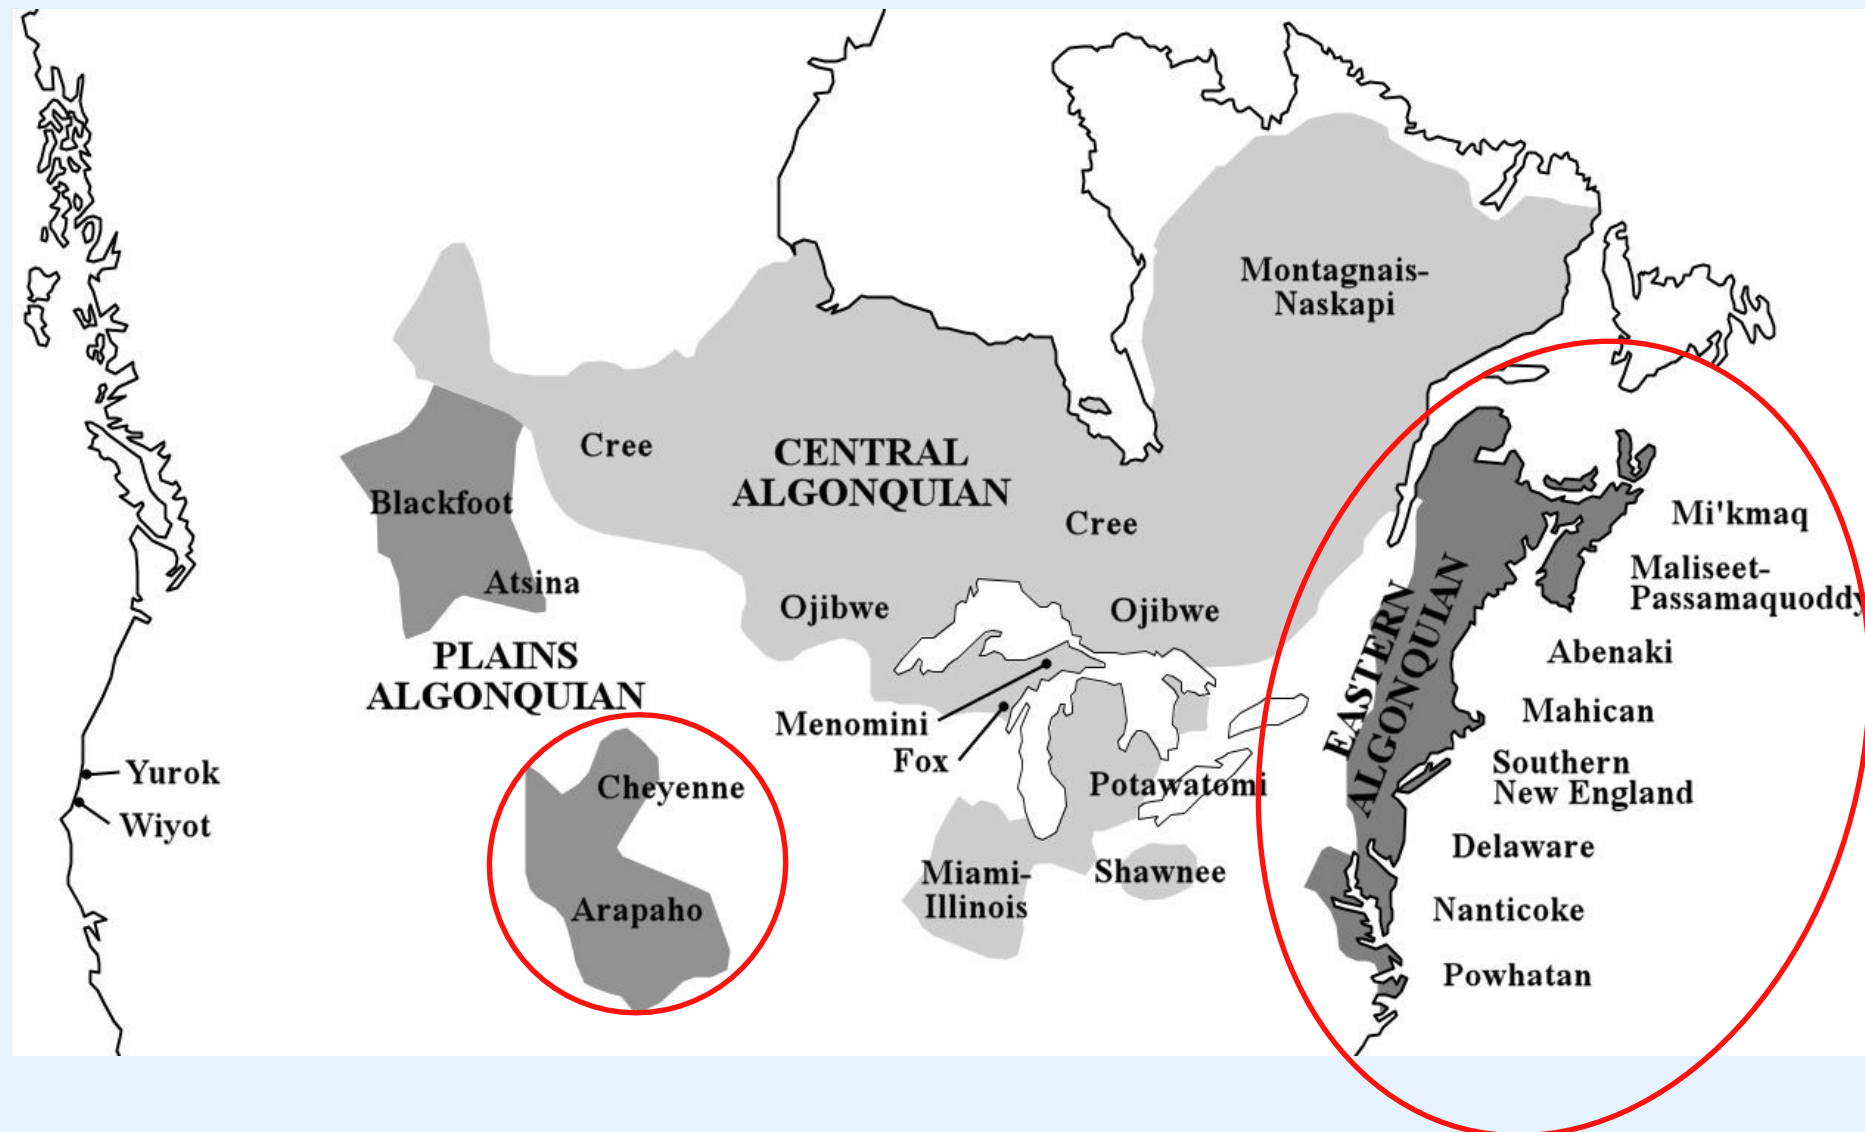 Montagnais-
Naskapi
Cree
CENTRAL
ALGONQUIAN
Blackfoot
Cree
Mi'kmaq
Atsina
Maliseet-
Passamaquoddy
Ojibwe
Ojibwe
EASTERN
ALGONQUIAN
Abenaki
PLAINS
ALGONQUIAN
Menomini
Mahican
Fox
Yurok
Cheyenne
Potawatomi
Southern
New England
Wiyot
Delaware
Miami-
Illinois
Shawnee
Arapaho
Nanticoke
Powhatan